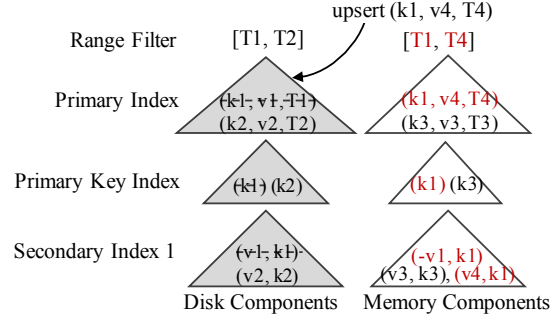 upsert (k1, v4, T4)
Range Filter [T1, T2] [T1, T4]
(k1, v1, T1) (k1, v4, T4)
Primary Index
(k2, v2, T2) (k3, v3, T3)
Primary Key Index (k1) (k2) (k1) (k3)
(v1, k1) (-v1, k1)
Secondary Index 1
(v2, k2) (v3, k3), (v4, k1)
Disk Components Memory Components